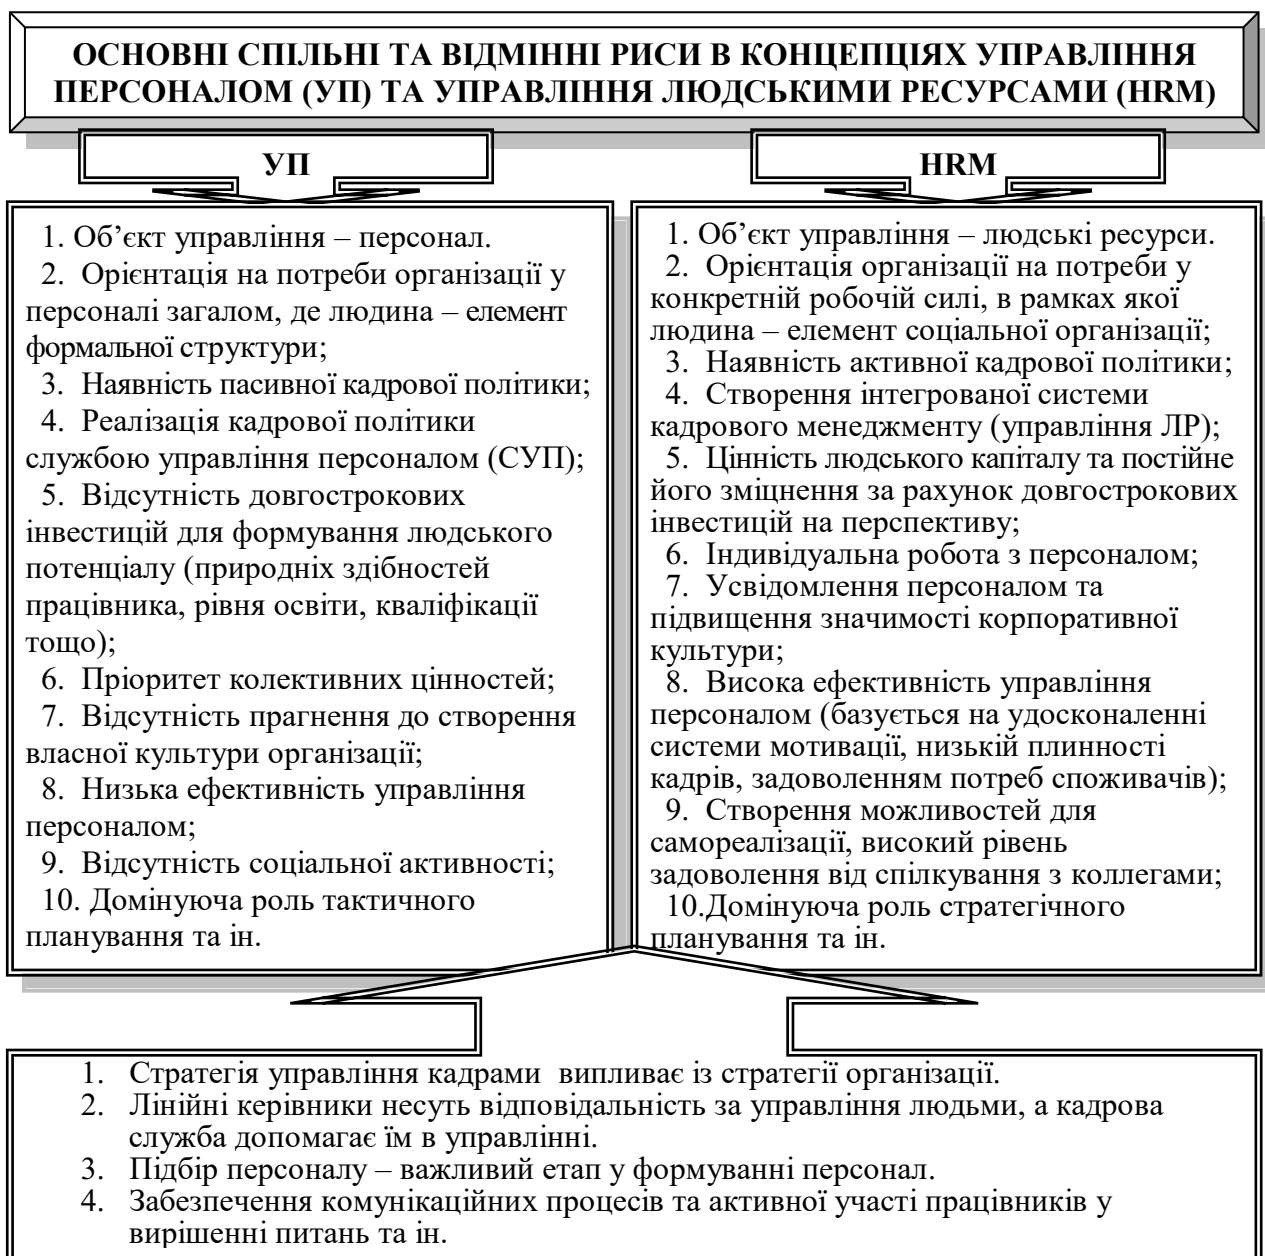 ОСНОВНІ СПІЛЬНІ ТА ВІДМІННІ РИСИ В КОНЦЕПЦІЯХ УПРАВЛІННЯ
ПЕРСОНАЛОМ (УП) ТА УПРАВЛІННЯ ЛЮДСЬКИМИ РЕСУРСАМИ (HRM)
УП
1. Об’єкт управління – персонал.
2. Орієнтація на потреби організації у
персоналі загалом, де людина – елемент
формальної структури;
3. Наявність пасивної кадрової політики;
4. Реалізація кадрової політики
службою управління персоналом (СУП);
5. Відсутність довгострокових
інвестицій для формування людського
потенціалу (природніх здібностей
працівника, рівня освіти, кваліфікації
тощо);
6. Пріоритет колективних цінностей;
7. Відсутність прагнення до створення
власної культури організації;
8. Низька ефективність управління
персоналом;
9. Відсутність соціальної активності;
10. Домінуюча роль тактичного
планування та ін.
HRM
1. Об’єкт управління – людські ресурси.
2. Орієнтація організації на потреби у
конкретній робочій силі, в рамках якої
людина – елемент соціальної організації;
3. Наявність активної кадрової політики;
4. Створення інтегрованої системи
кадрового менеджменту (управління ЛР);
5. Цінність людського капіталу та постійне
його зміцнення за рахунок довгострокових
інвестицій на перспективу;
6. Індивідуальна робота з персоналом;
7. Усвідомлення персоналом та
підвищення значимості корпоративної
культури;
8. Висока ефективність управління
персоналом (базується на удосконаленні
системи мотивації, низькій плинності
кадрів, задоволенням потреб споживачів);
9. Створення можливостей для
самореалізації, високий рівень
задоволення від спілкування з коллегами;
10.Домінуюча роль стратегічного
планування та ін.
1. Стратегія управління кадрами випливає із стратегії організації.
2. Лінійні керівники несуть відповідальність за управління людьми, а кадрова
служба допомагає їм в управлінні.
3. Підбір персоналу – важливий етап у формуванні персонал.
4. Забезпечення комунікаційних процесів та активної участі працівників у
вирішенні питань та ін.